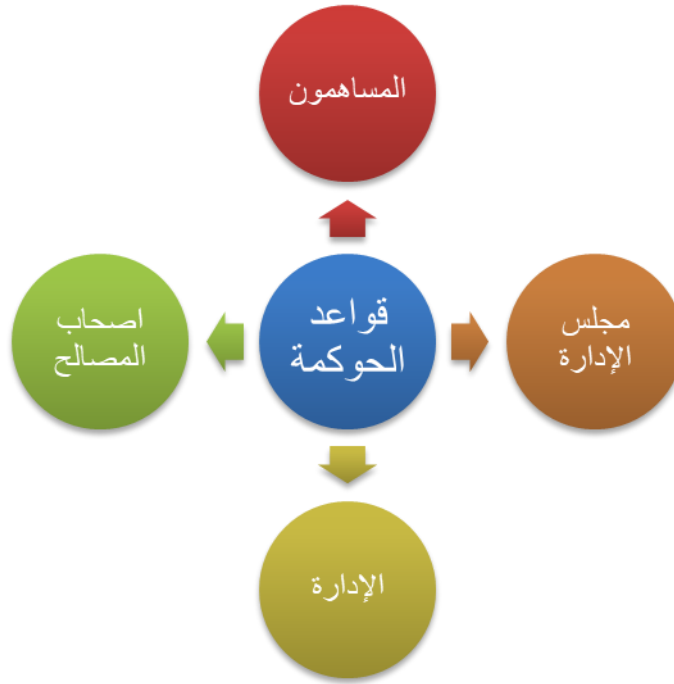 المساهمون
قواعد
الحوكمة
مجلس
الإدارة
اصحاب
المصالح
الإدارة